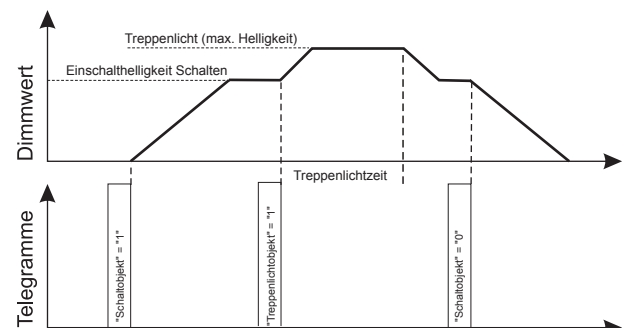 Treppenlicht (max. Helligkeit)
Einschalthelligkeit Schalten
Dimmwert
Treppenlichtzeit
Telegramme
"Schaltobjekt" = "1"
"Treppenlichtobjekt" = "1"
"Schaltobjekt" = "0"